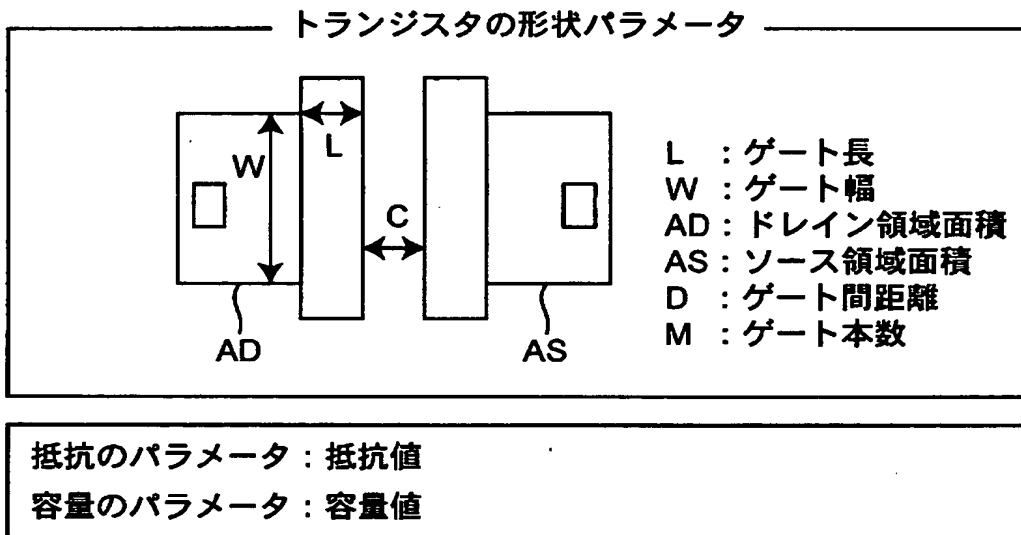 トランジスタの形状パラメータ
L
W
C
AD
AS
L ：ゲート長
W ：ゲート幅
AD：ドレイン領域面積
AS：ソース領域面積
D ：ゲート間距離
M ：ゲート本数
抵抗のパラメータ：抵抗値
容量のパラメータ：容量値